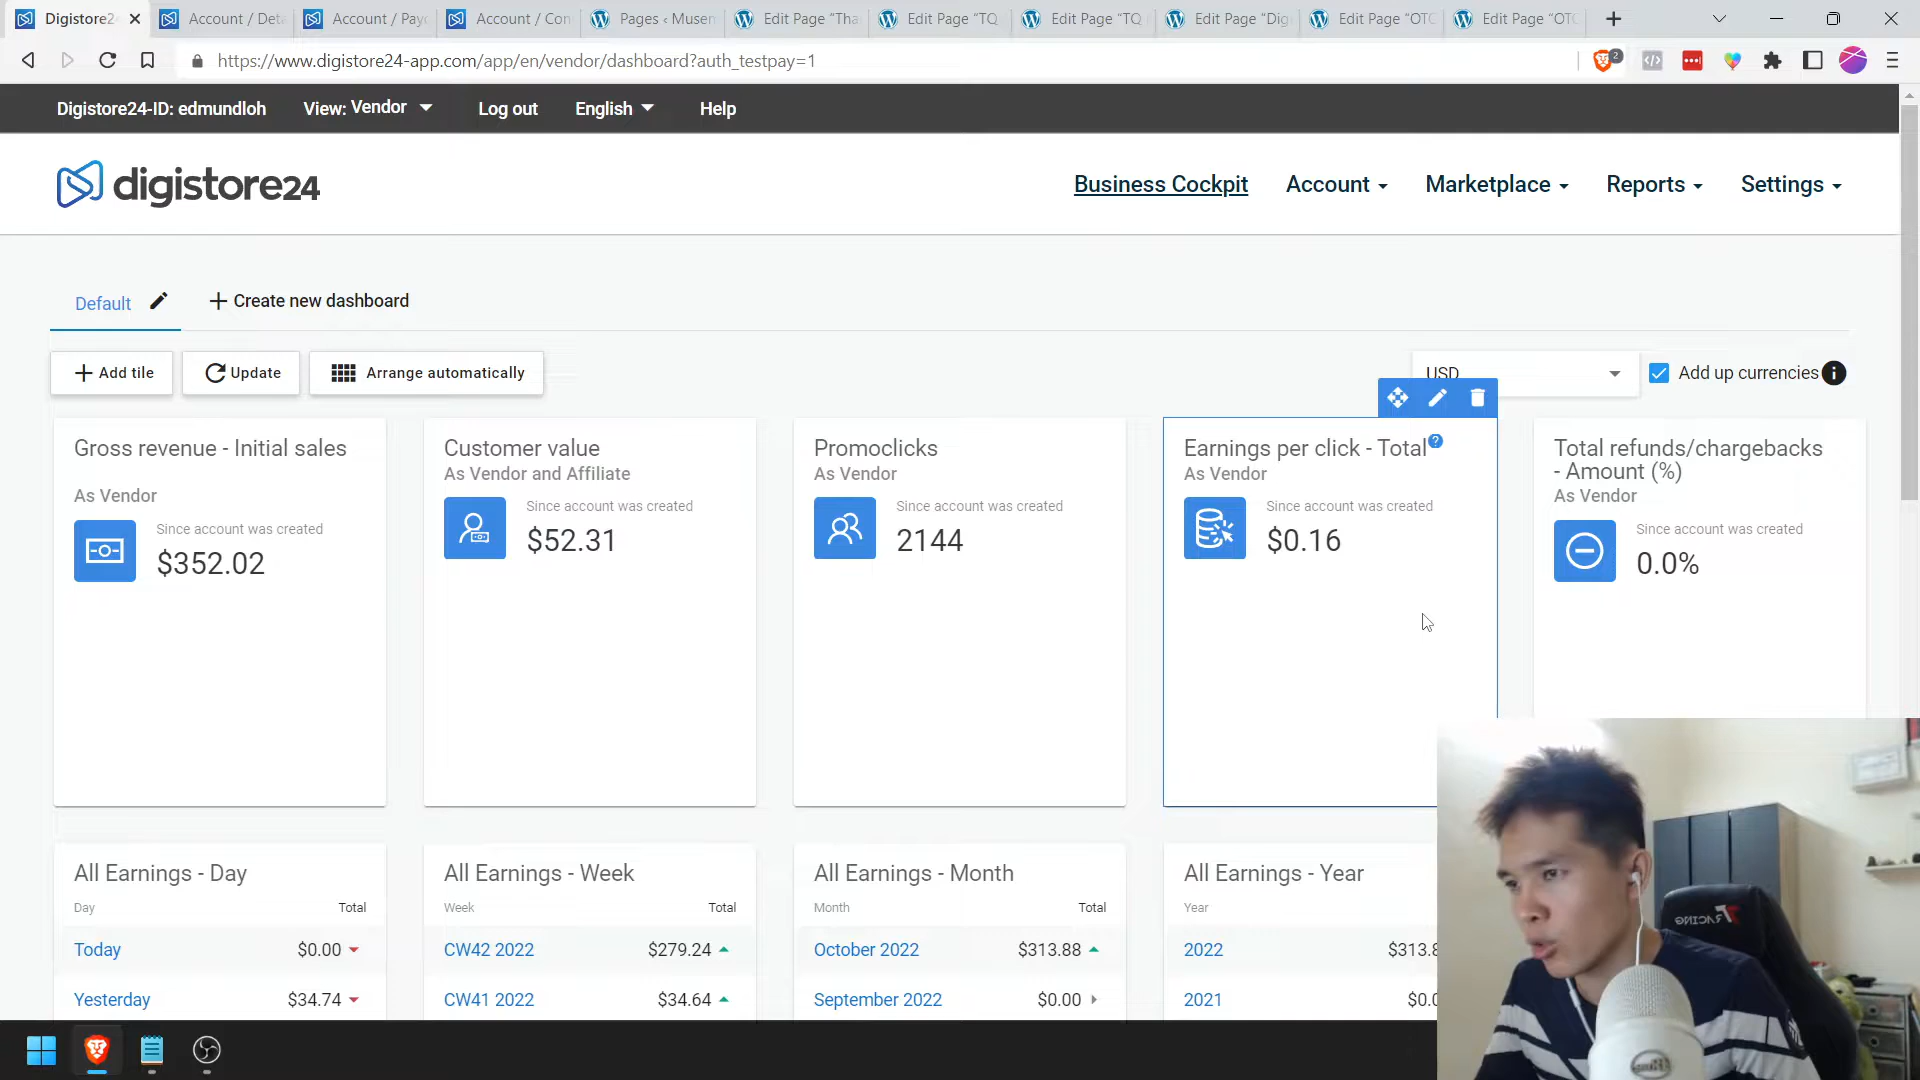 Digistore2
Account / Deta
Account / Payo
Account / Con
Pages ‹ Musen
Edit Page “Tha
Edit Page “TQ
Edit Page “TQ
Edit Page “Dig
Edit Page “OTO
Edit Page “OTO
https://www.digistore24-app.com/app/en/vendor/dashboard?auth_testpay=1
2
Digistore24-ID: edmundloh
View: Vendor
Log out
English
Help
digistore24
Business Cockpit
Account
Marketplace
Reports
Settings
Default
Create new dashboard
Add tile
Update
Arrange automatically
USD
Add up currencies
Gross revenue - Initial sales
As Vendor
Since account was created
$352.02
Customer value
As Vendor and Affiliate
Since account was created
$52.31
Promoclicks
As Vendor
Since account was created
2144
Earnings per click - Total
As Vendor
Since account was created
$0.16
Total refunds/chargebacks
- Amount (%)
As Vendor
Since account was created
0.0%
All Earnings - Day
Day Total
Today $0.00
Yesterday $34.74
All Earnings - Week
Week Total
CW42 2022 $279.24
CW41 2022 $34.64
All Earnings - Month
Month Total
October 2022 $313.88
September 2022 $0.00
All Earnings - Year
Year
2022 $313.8
2021 $0.0